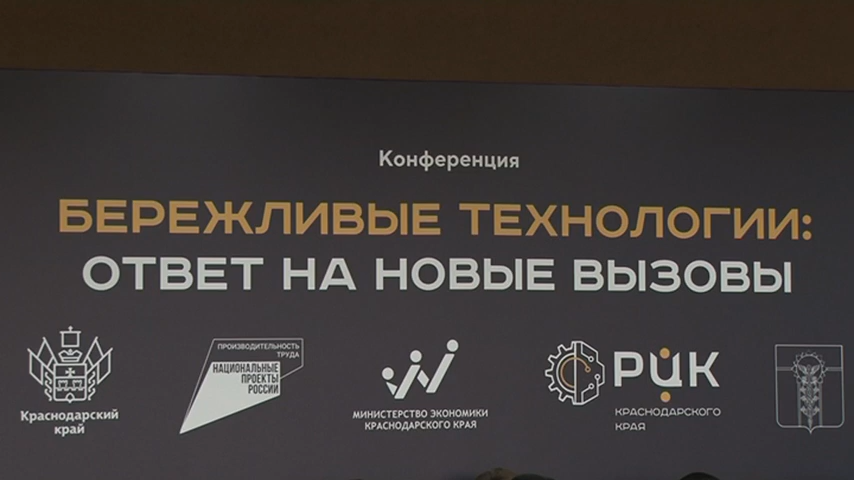 Конференция
БЕРЕЖЛИВЫЕ ТЕХНОЛОГИИ:
ОТВЕТ НА НОВЫЕ ВЫЗОВЫ
Краснодарский
край
ПРОИЗВОДИТЕЛЬНОСТЬ
ТРУДА
НАЦИОНАЛЬНЫЕ
ПРОЕКТЫ
РОССИИ
МИНИСТЕРСТВО ЭКОНОМИКИ
КРАСНОДАРСКОГО КРАЯ
РЦК
КРАСНОДАРСКОГО
КРАЯ